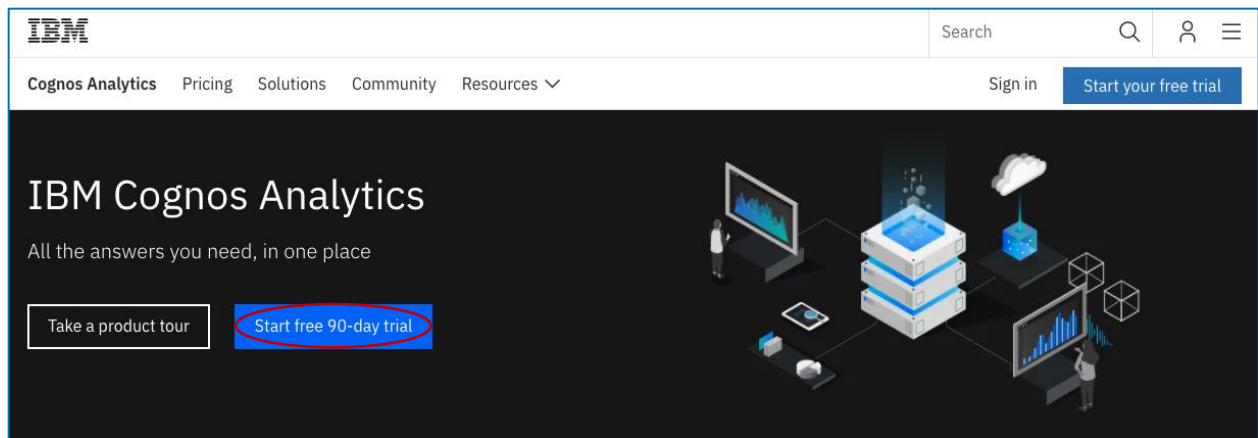 IBM
Search
Cognos Analytics Pricing Solutions Community Resources Sign in Start your free trial
IBM Cognos Analytics
All the answers you need, in one place
Take a product tour Start free 90-day trial